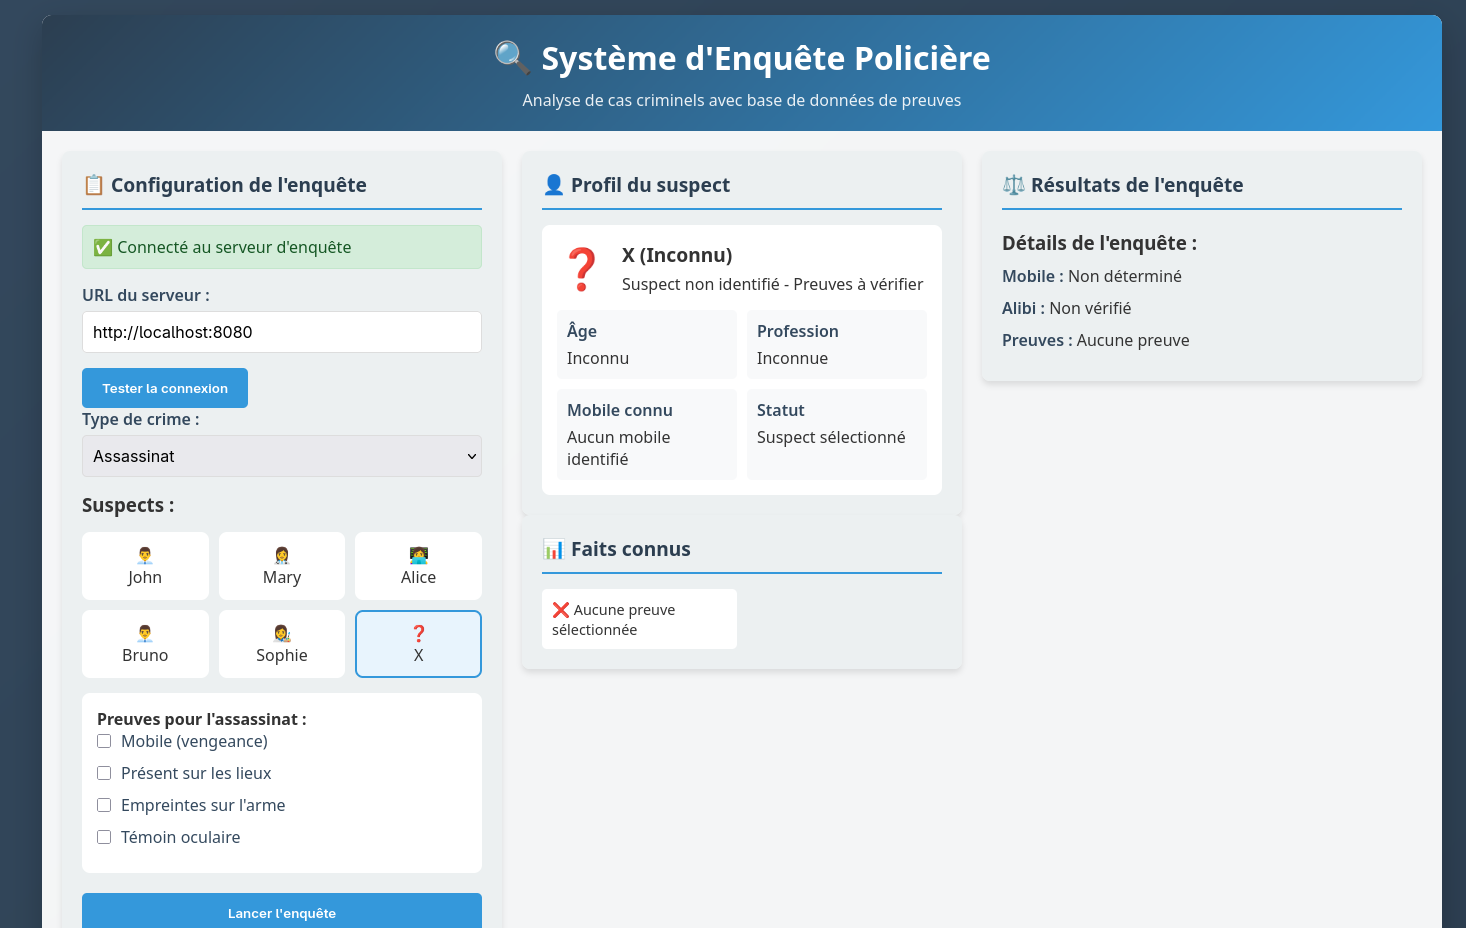 🔍 Système d'Enquête Policière
Analyse de cas criminels avec base de données de preuves
📋 Configuration de l'enquête
✅ Connecté au serveur d'enquête
URL du serveur :
http://localhost:8080
Tester la connexion
Type de crime :
Assassinat
Suspects :
👨‍💼 John
👩‍⚕️ Mary
👩‍💻 Alice
👨‍💼 Bruno
👩‍🎨 Sophie
❓ X
Preuves pour l'assassinat :
Mobile (vengeance)
Présent sur les lieux
Empreintes sur l'arme
Témoin oculaire
Lancer l'enquête
👤 Profil du suspect
❓ X (Inconnu)
Suspect non identifié - Preuves à vérifier
Âge
Inconnu
Profession
Inconnue
Mobile connu
Aucun mobile
identifié
Statut
Suspect sélectionné
📊 Faits connus
❌ Aucune preuve
sélectionnée
⚖️ Résultats de l'enquête
Détails de l'enquête :
Mobile : Non déterminé
Alibi : Non vérifié
Preuves : Aucune preuve